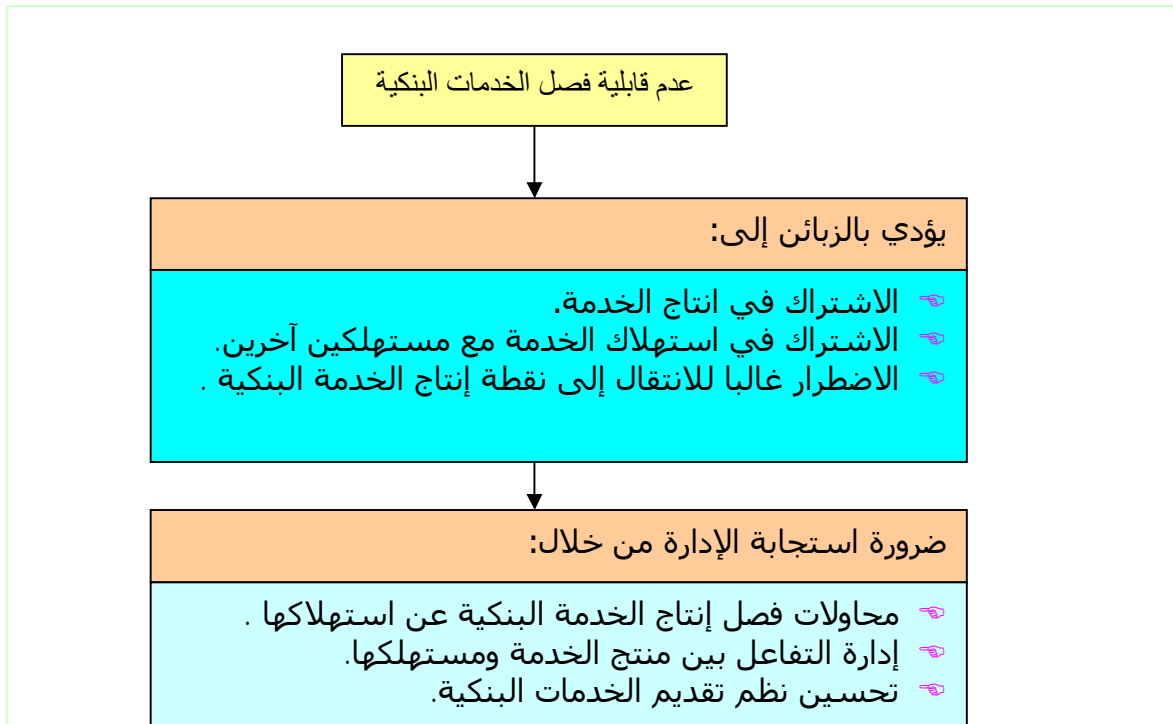 عدم قابلية فصل الخدمات البنكية
يؤدي بالزبائن إلى:
الاشتراك في انتاج الخدمة.
الاشتراك في استهلاك الخدمة مع مستهلكين آخرين.
الاضطرار غالبا للانتقال إلى نقطة إنتاج الخدمة البنكية .
ضرورة استجابة الإدارة من خلال:
محاولات فصل إنتاج الخدمة البنكية عن استهلاكها .
إدارة التفاعل بين منتج الخدمة ومستهلكها.
تحسين نظم تقديم الخدمات البنكية.